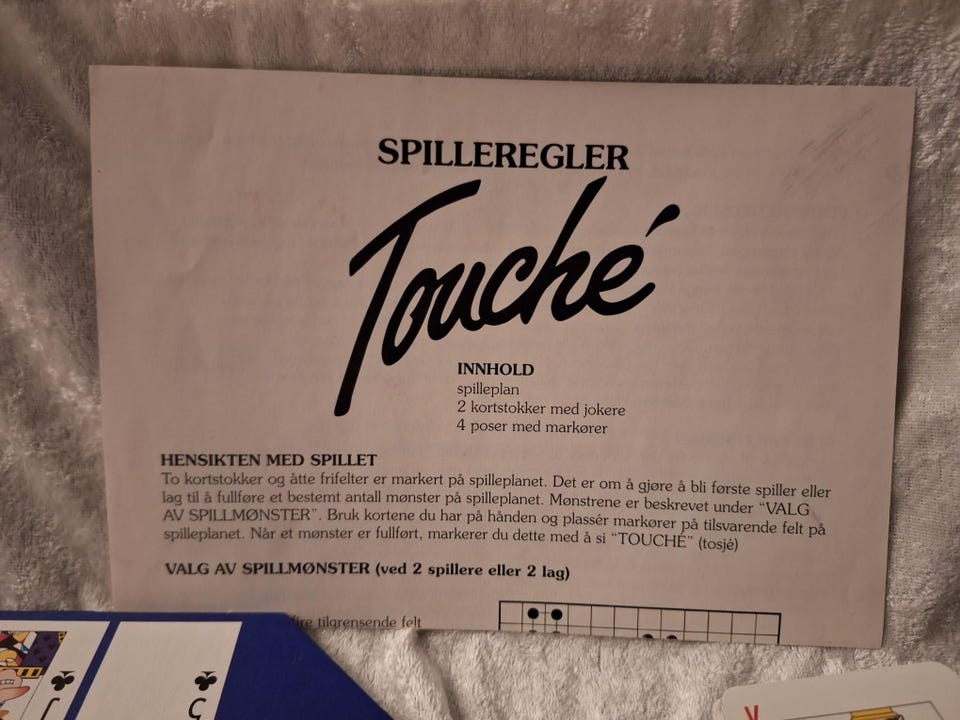 SPILLEREGLER
Touché
INNHOLD
spilleplan
2 kortstokker med jokere
4 poser med markører
HENSIKTEN MED SPILLET
To kortstokker og åtte frifelter er markert på spilleplanet. Det er om å gjøre å bli første spiller eller
lag til å fullføre et bestemt antall mønster på spilleplanet. Mønstrene er beskrevet under “VALG
AV SPILLMØNSTER”. Bruk kortene du har på hånden og plassér markører på tilsvarende felt på
spilleplanet. Når et mønster er fullført, markerer du dette med å si “TOUCHÉ” (tosjé)
VALG AV SPILLMØNSTER (ved 2 spillere eller 2 lag)
fire tilgrensende felt
J
5